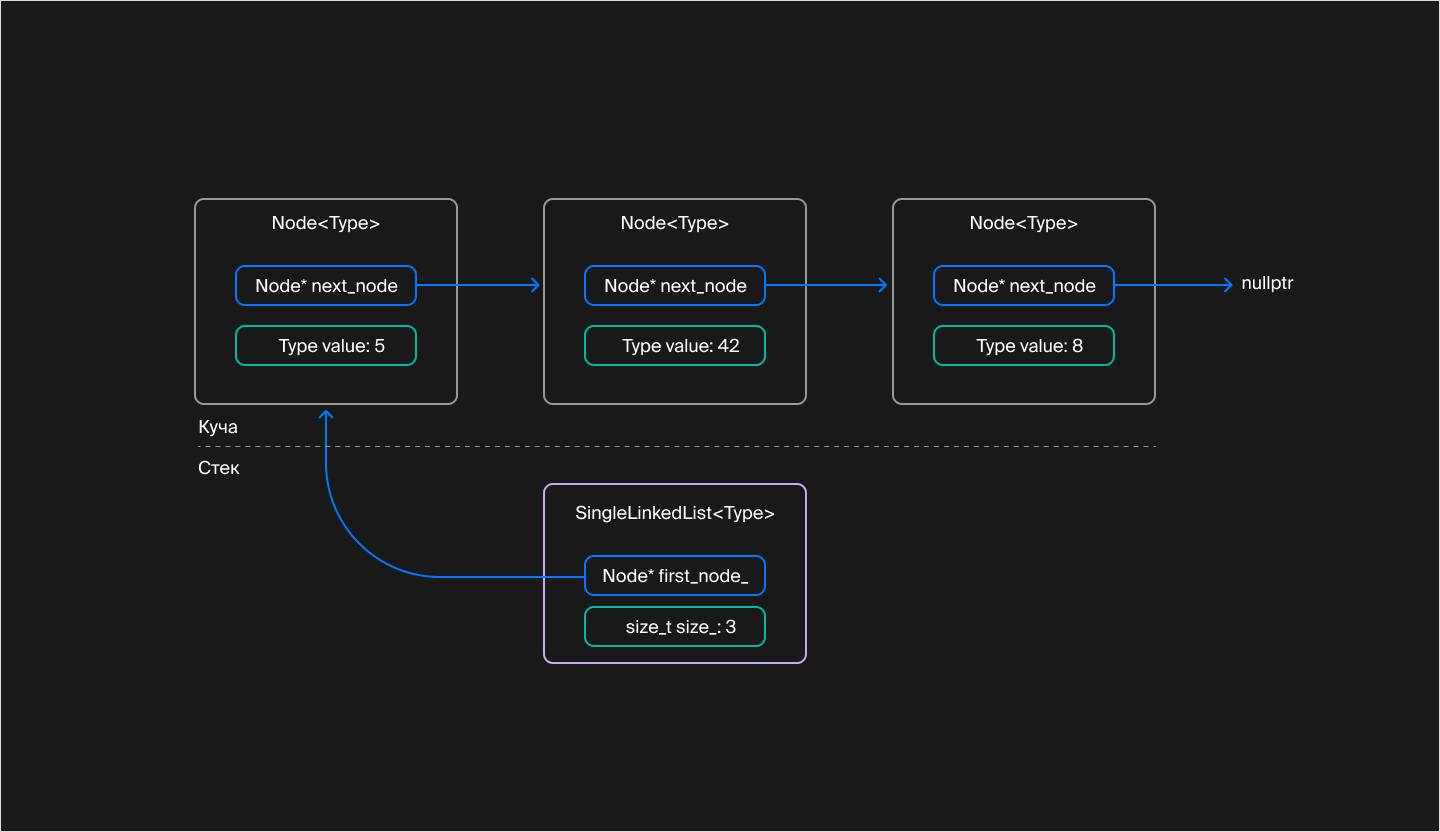 Node<Type>
Node<Type>
Node<Type>
Node* next_node
Node* next_node
Node* next_node
nullptr
Type value: 5
Type value: 42
Type value: 8
Куча
Стек
SingleLinkedList<Type>
Node* first_node_
size_t size_: 3